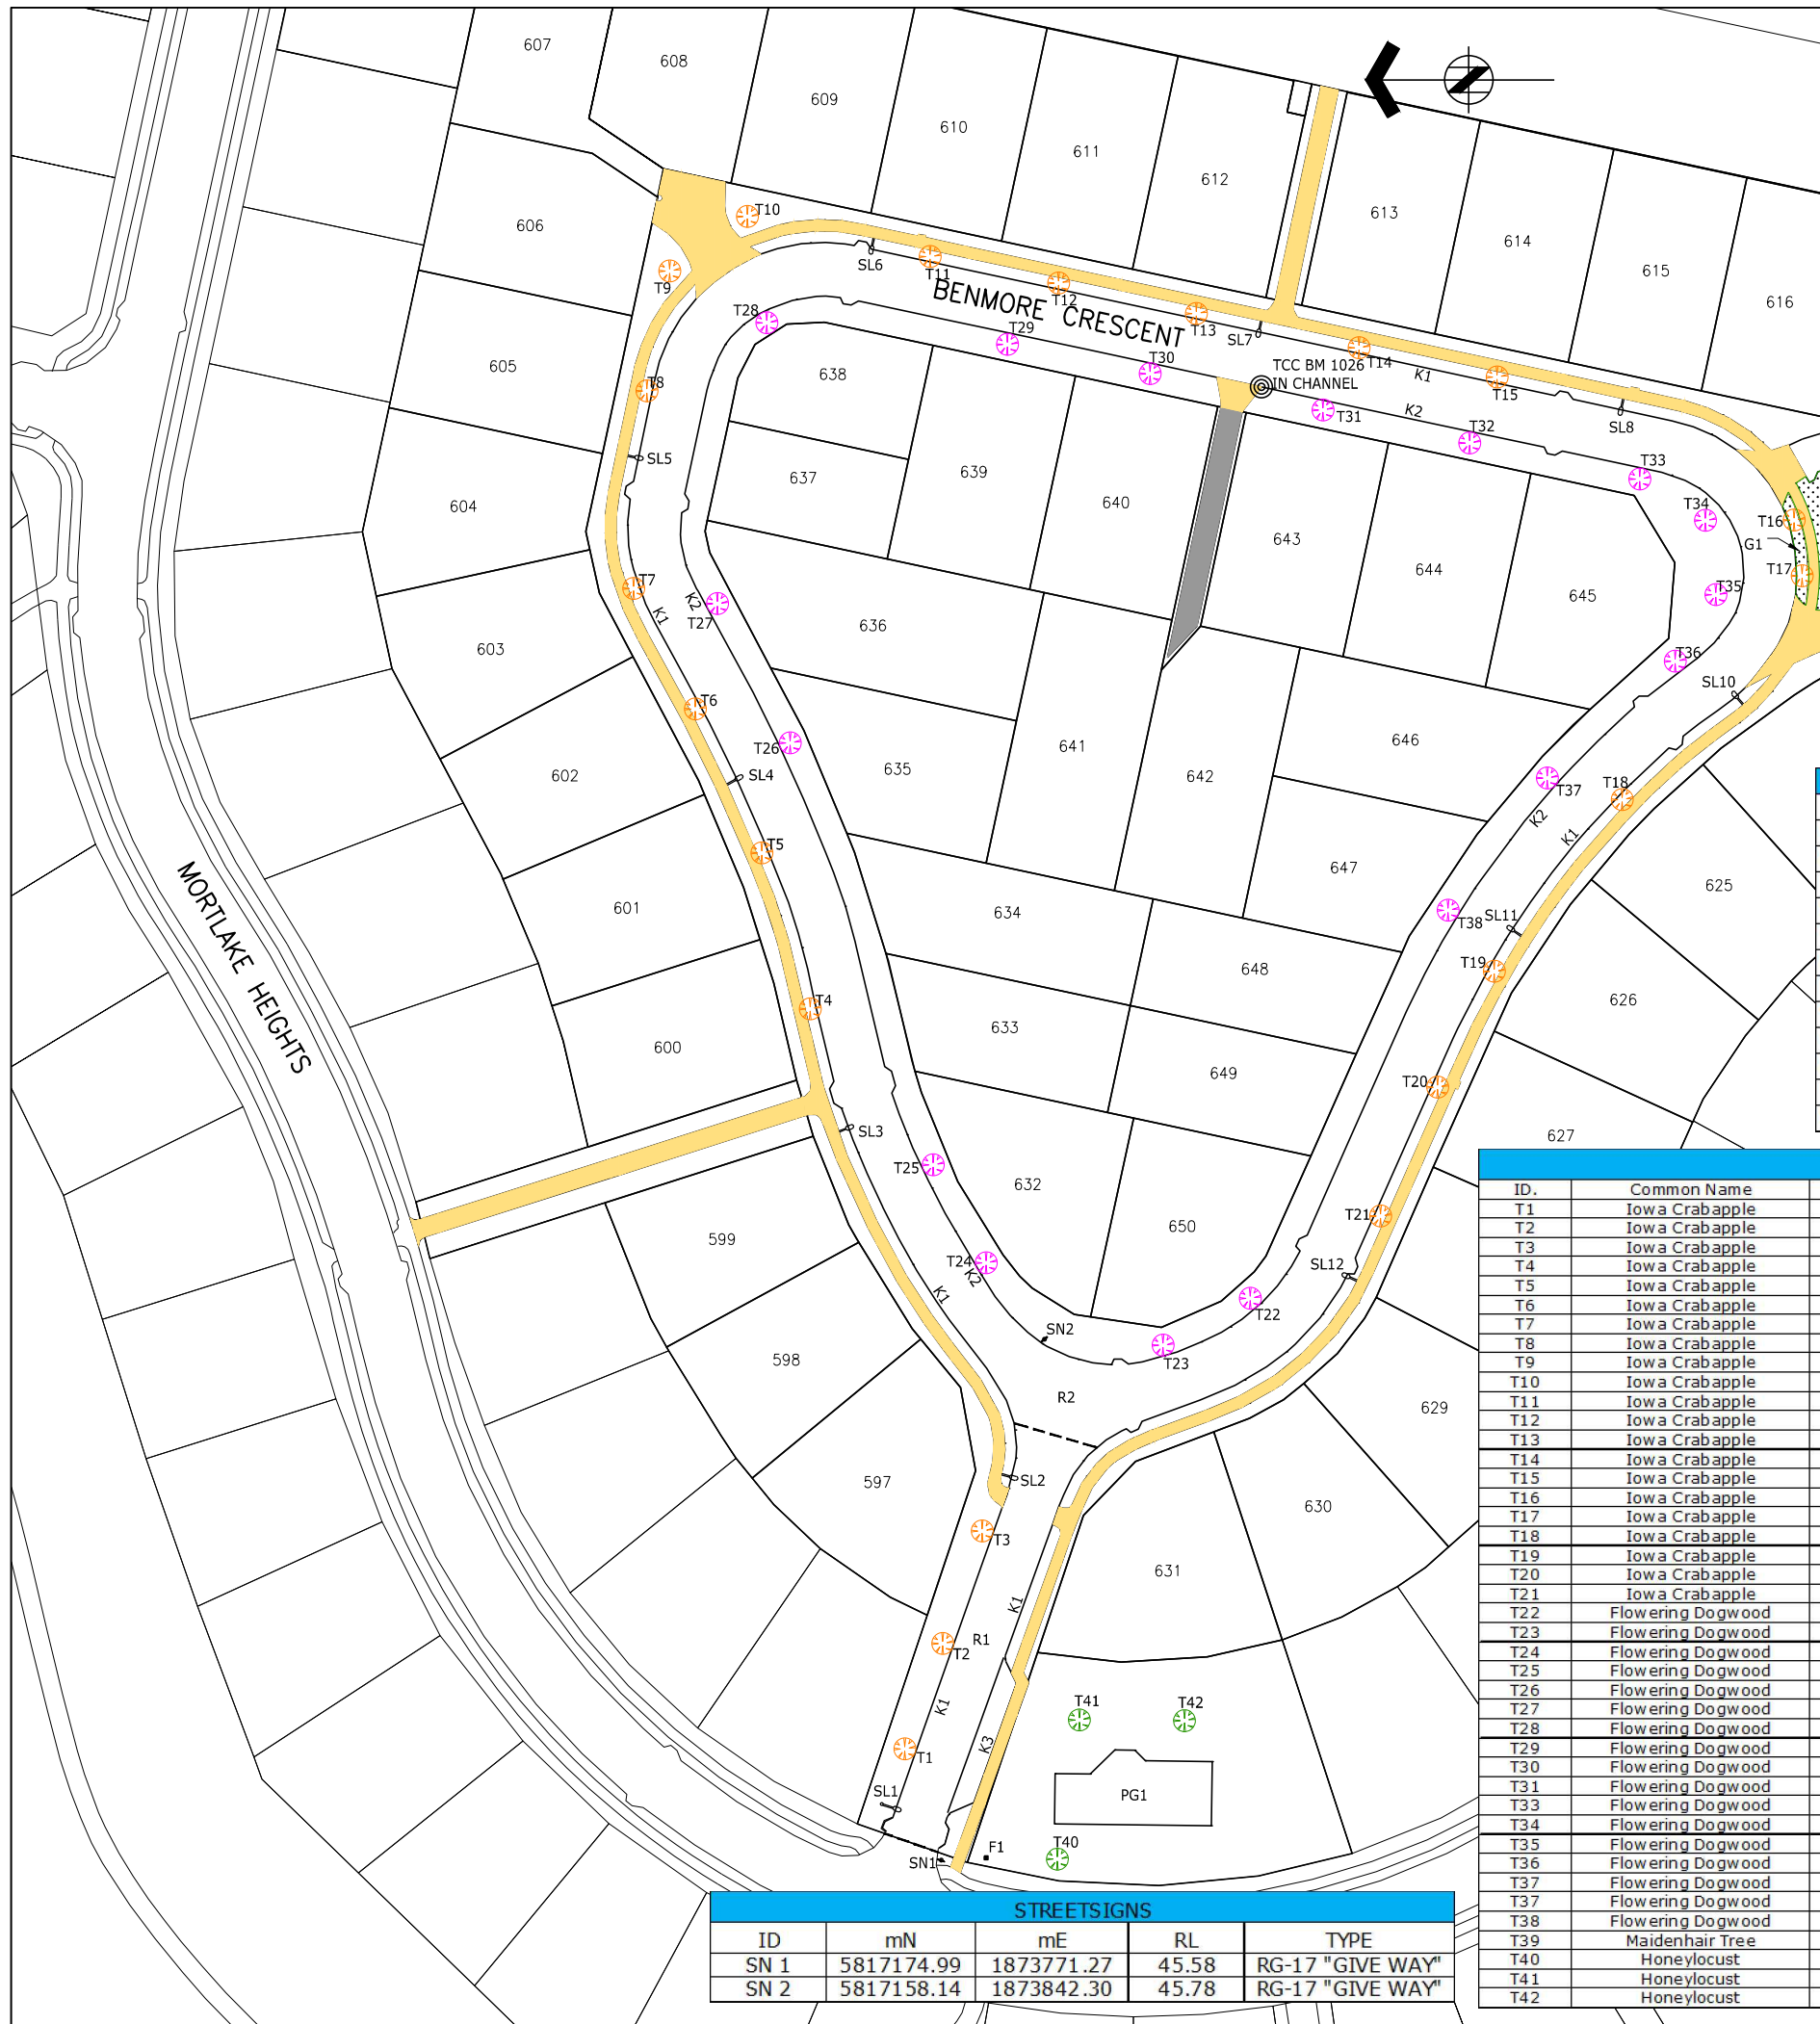 607
608
609
610
611
612
613
614
615
616
606
605
604
603
602
601
600
599
598
597
T10
T9
T8
T7
T6
T5
T4
T3
T2
T1
SL6
T11
T12
T13
SL7
T14
K1
T15
SL8
BENMORE CRESCENT
TCC BM 1026
IN CHANNEL
K2
T28
T29
T30
T31
T32
T33
T34
T35
T36
T16
G1
T17
SL10
T18
T37
K2
K1
T38
SL11
T19
T20
T21
SL12
T22
T23
SN2
R2
T24
K2
K1
T25
T26
T27
K2
K1
SL5
SL4
SL3
SL2
638
637
639
640
643
644
645
636
635
641
642
646
647
634
648
633
649
632
650
625
626
627
629
630
631
MORTLAKE HEIGHTS
K1
R1
K1
K3
SL1
SN1
F1
T40
T41
T42
PG1
STREETSIGNS
ID mN mE RL TYPE
SN 1 5817174.99 1873771.27 45.58 RG-17 "GIVE WAY"
SN 2 5817158.14 1873842.30 45.78 RG-17 "GIVE WAY"
ID. Common Name
T1 Iowa Crabapple
T2 Iowa Crabapple
T3 Iowa Crabapple
T4 Iowa Crabapple
T5 Iowa Crabapple
T6 Iowa Crabapple
T7 Iowa Crabapple
T8 Iowa Crabapple
T9 Iowa Crabapple
T10 Iowa Crabapple
T11 Iowa Crabapple
T12 Iowa Crabapple
T13 Iowa Crabapple
T14 Iowa Crabapple
T15 Iowa Crabapple
T16 Iowa Crabapple
T17 Iowa Crabapple
T18 Iowa Crabapple
T19 Iowa Crabapple
T20 Iowa Crabapple
T21 Iowa Crabapple
T22 Flowering Dogwood
T23 Flowering Dogwood
T24 Flowering Dogwood
T25 Flowering Dogwood
T26 Flowering Dogwood
T27 Flowering Dogwood
T28 Flowering Dogwood
T29 Flowering Dogwood
T30 Flowering Dogwood
T31 Flowering Dogwood
T33 Flowering Dogwood
T34 Flowering Dogwood
T35 Flowering Dogwood
T36 Flowering Dogwood
T37 Flowering Dogwood
T37 Flowering Dogwood
T38 Flowering Dogwood
T39 Maidenhair Tree
T40 Honeylocust
T41 Honeylocust
T42 Honeylocust